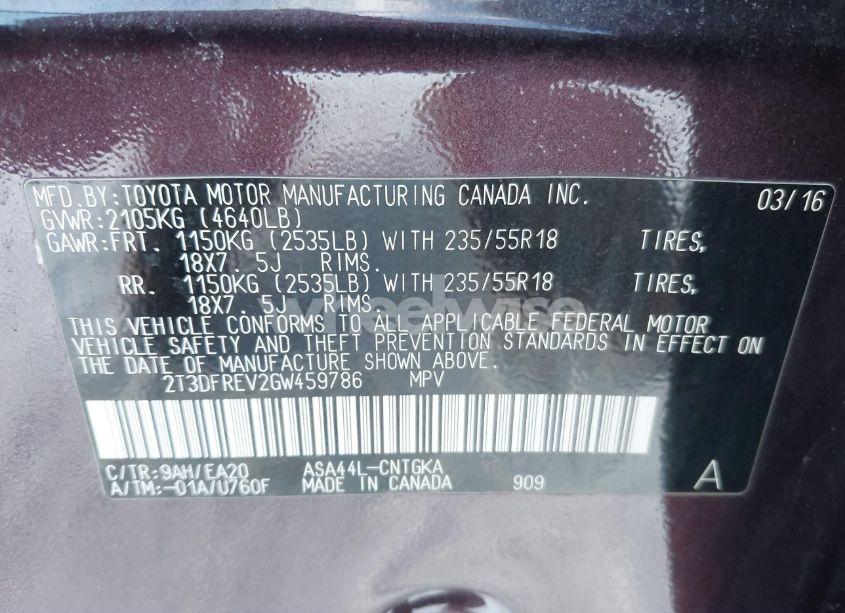 MFD.BY:TOYOTA MOTOR MANUFACTURING CANADA INC. 03/16
GVWR:2105KG (4640LB)
GAWR:FRT. 1150KG (2535LB) WITH 235/55R18 TIRES,
18X7. 5J RIMS.
RR. 1150KG (2535LB) WITH 235/55R18 TIRES,
18X7. 5J RIMS.
wheelwise
THIS VEHICLE CONFORMS TO ALL APPLICABLE FEDERAL MOTOR
VEHICLE SAFETY AND THEFT PREVENTION STANDARDS IN EFFECT ON
THE DATE OF MANUFACTURE SHOWN ABOVE.
2T3DFREV2GW459786 MPV
C/TR:9AH/EA20 ASA44L-CNTGKA
A/TM:-01A/U760F MADE IN CANADA 909 A